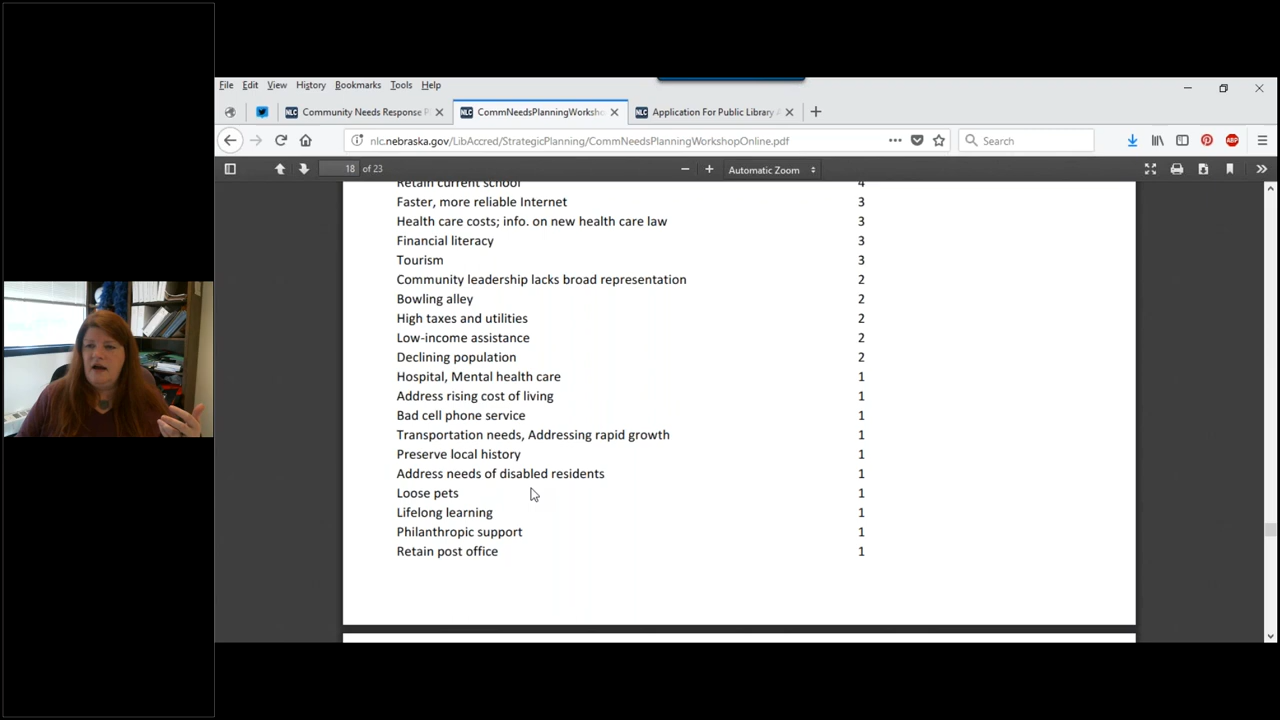 File Edit View History Bookmarks Tools Help
NLC Community Needs Response P
NLC CommNeedsPlanningWorksho
NLC Application For Public Library A
nlc.nebraska.gov/LibAccred/StrategicPlanning/CommNeedsPlanningWorkshopOnline.pdf
Search
ABP
18 of 23
Automatic Zoom
Retain current school 4
Faster, more reliable Internet 3
Health care costs; info. on new health care law 3
Financial literacy 3
Tourism 3
Community leadership lacks broad representation 2
Bowling alley 2
High taxes and utilities 2
Low-income assistance 2
Declining population 2
Hospital, Mental health care 1
Address rising cost of living 1
Bad cell phone service 1
Transportation needs, Addressing rapid growth 1
Preserve local history 1
Address needs of disabled residents 1
Loose pets 1
Lifelong learning 1
Philanthropic support 1
Retain post office 1